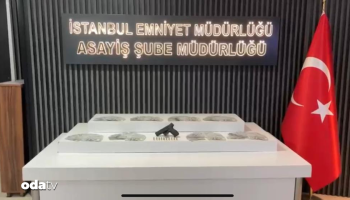 İSTANBUL EMNİYET MÜDÜRLÜĞÜ
ASAYİŞ ŞUBE MÜDÜRLÜĞÜ
odatv